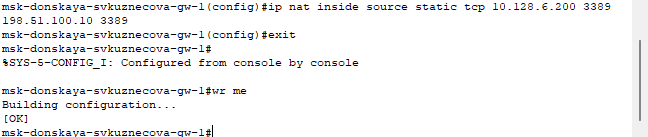 msk-donskaya-svkuznecova-gw-1(config)#ip nat inside source static tcp 10.128.6.200 3389
198.51.100.10 3389
msk-donskaya-svkuznecova-gw-1(config)#exit
msk-donskaya-svkuznecova-gw-1#
%SYS-5-CONFIG_I: Configured from console by console
msk-donskaya-svkuznecova-gw-1#wr me
Building configuration...
[OK]
msk-donskaya-svkuznecova-gw-1#